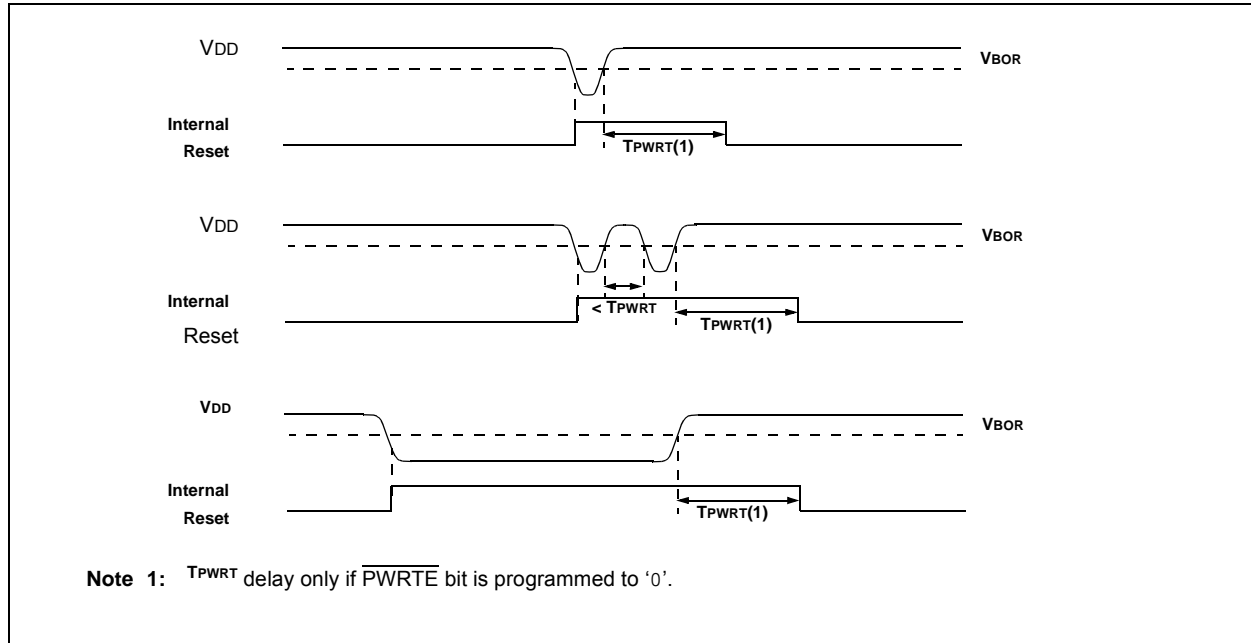 VDD
VBOR
Internal
Reset
TPWRT(1)
VDD
VBOR
Internal
Reset
< TPWRT
TPWRT(1)
VDD
VBOR
Internal
Reset
TPWRT(1)
Note 1: TPWRT delay only if PWRTE bit is programmed to ‘0’.